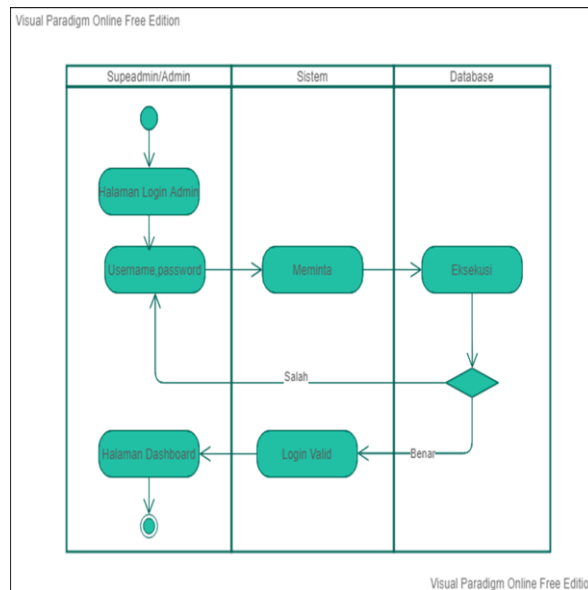 Visual Paradigm Online Free Edition
Supeadmin/Admin
Sistem
Database
Halaman Login Admin
Username,password
Meminta
Eksekusi
Salah
Halaman Dashboard
Login Valid
Benar
Visual Paradigm Online Free Edition